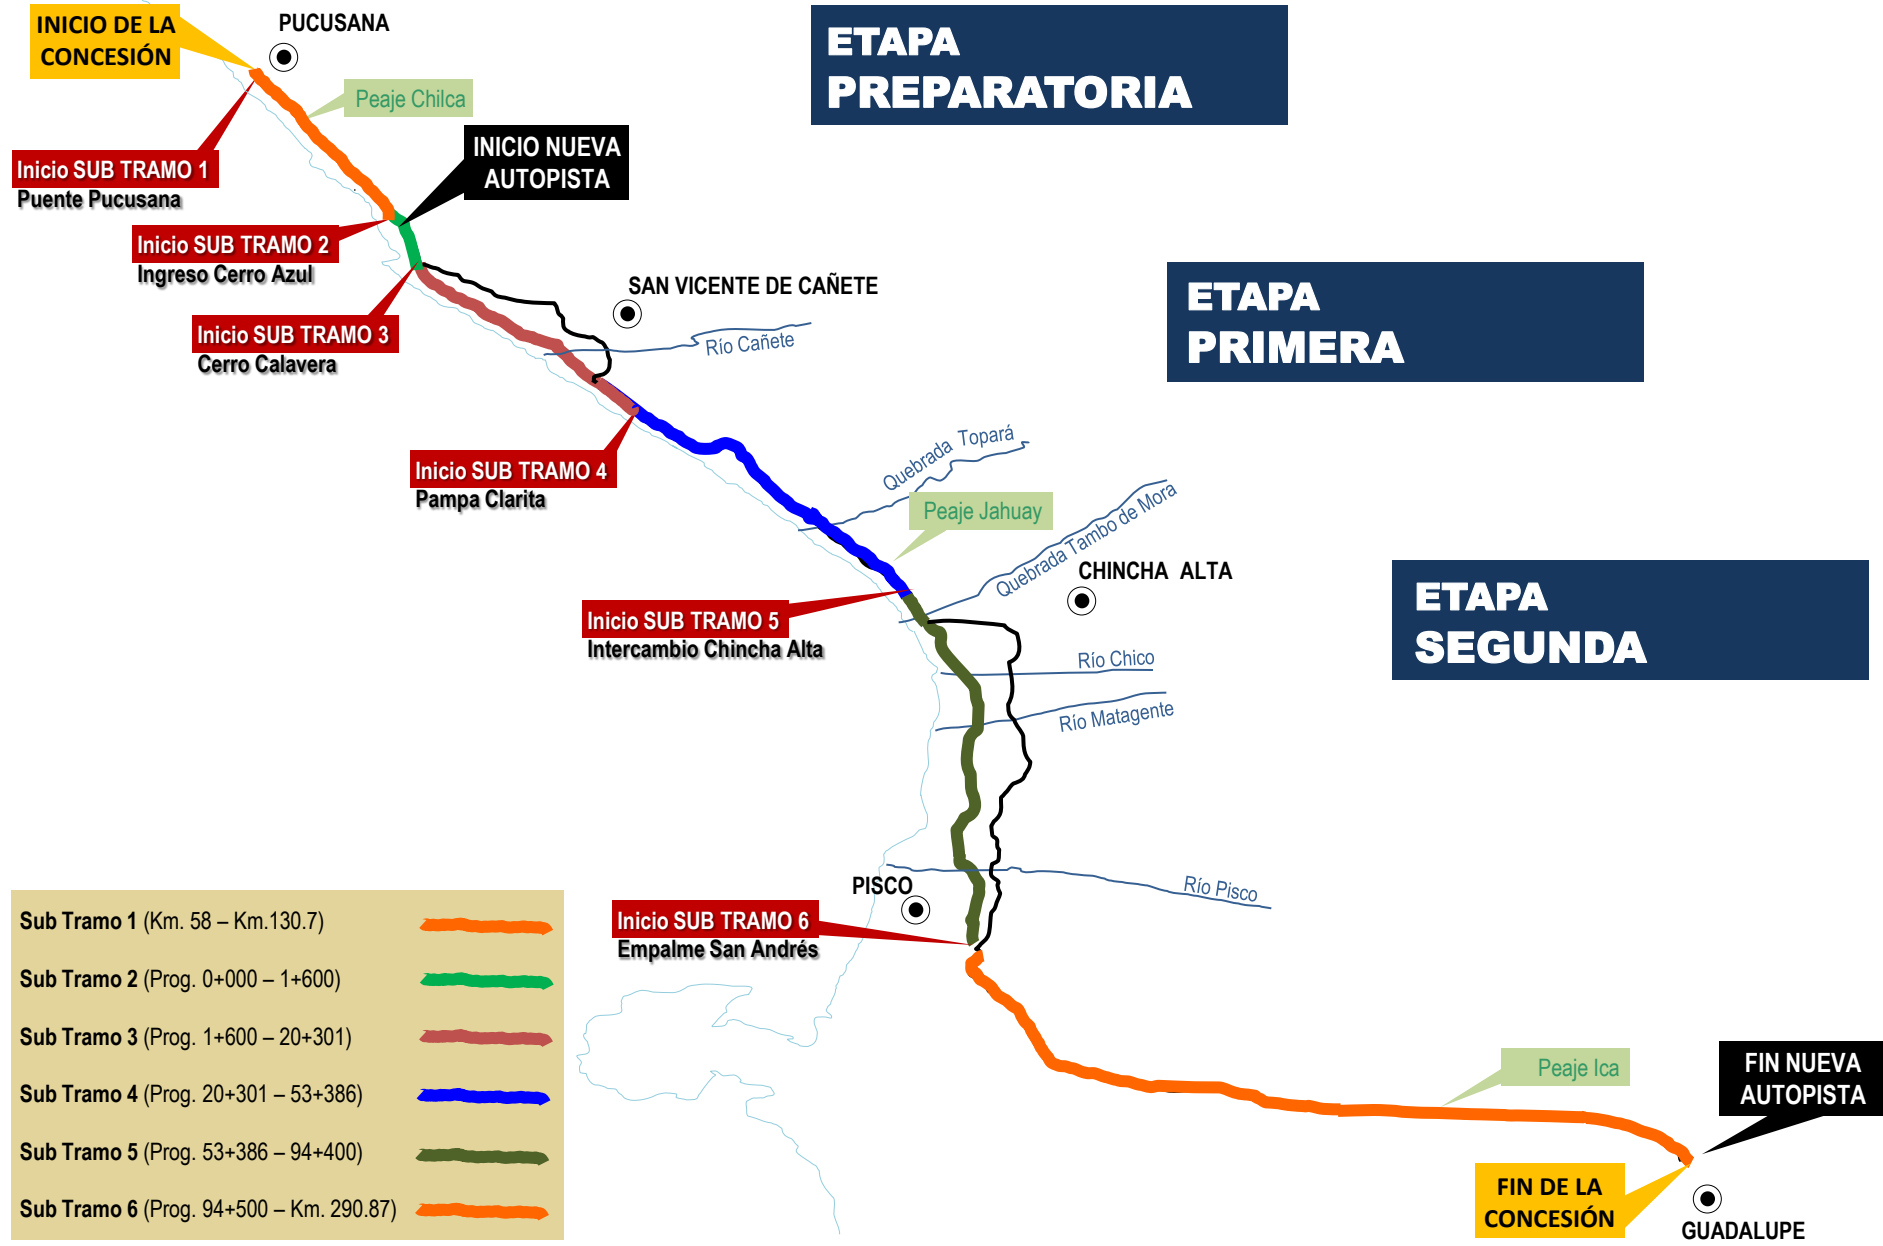 INICIO DE LA
CONCESIÓN
PUCUSANA
ETAPA
PREPARATORIA
Peaje Chilca
INICIO NUEVA
AUTOPISTA
Inicio SUB TRAMO 1
Puente Pucusana
Inicio SUB TRAMO 2
Ingreso Cerro Azul
SAN VICENTE DE CAÑETE
ETAPA
PRIMERA
Inicio SUB TRAMO 3
Cerro Calavera
Río Cañete
Inicio SUB TRAMO 4
Pampa Clarita
Quebrada Topará
Peaje Jahuay
Quebrada Tambo de Mora
CHINCHA ALTA
ETAPA
SEGUNDA
Inicio SUB TRAMO 5
Intercambio Chincha Alta
Río Chico
Río Matagente
PISCO
Río Pisco
Inicio SUB TRAMO 6
Empalme San Andrés
Sub Tramo 1 (Km. 58 – Km.130.7)
Sub Tramo 2 (Prog. 0+000 – 1+600)
Sub Tramo 3 (Prog. 1+600 – 20+301)
Sub Tramo 4 (Prog. 20+301 – 53+386)
Sub Tramo 5 (Prog. 53+386 – 94+400)
Sub Tramo 6 (Prog. 94+500 – Km. 290.87)
Peaje Ica
FIN NUEVA
AUTOPISTA
FIN DE LA
CONCESIÓN
GUADALUPE